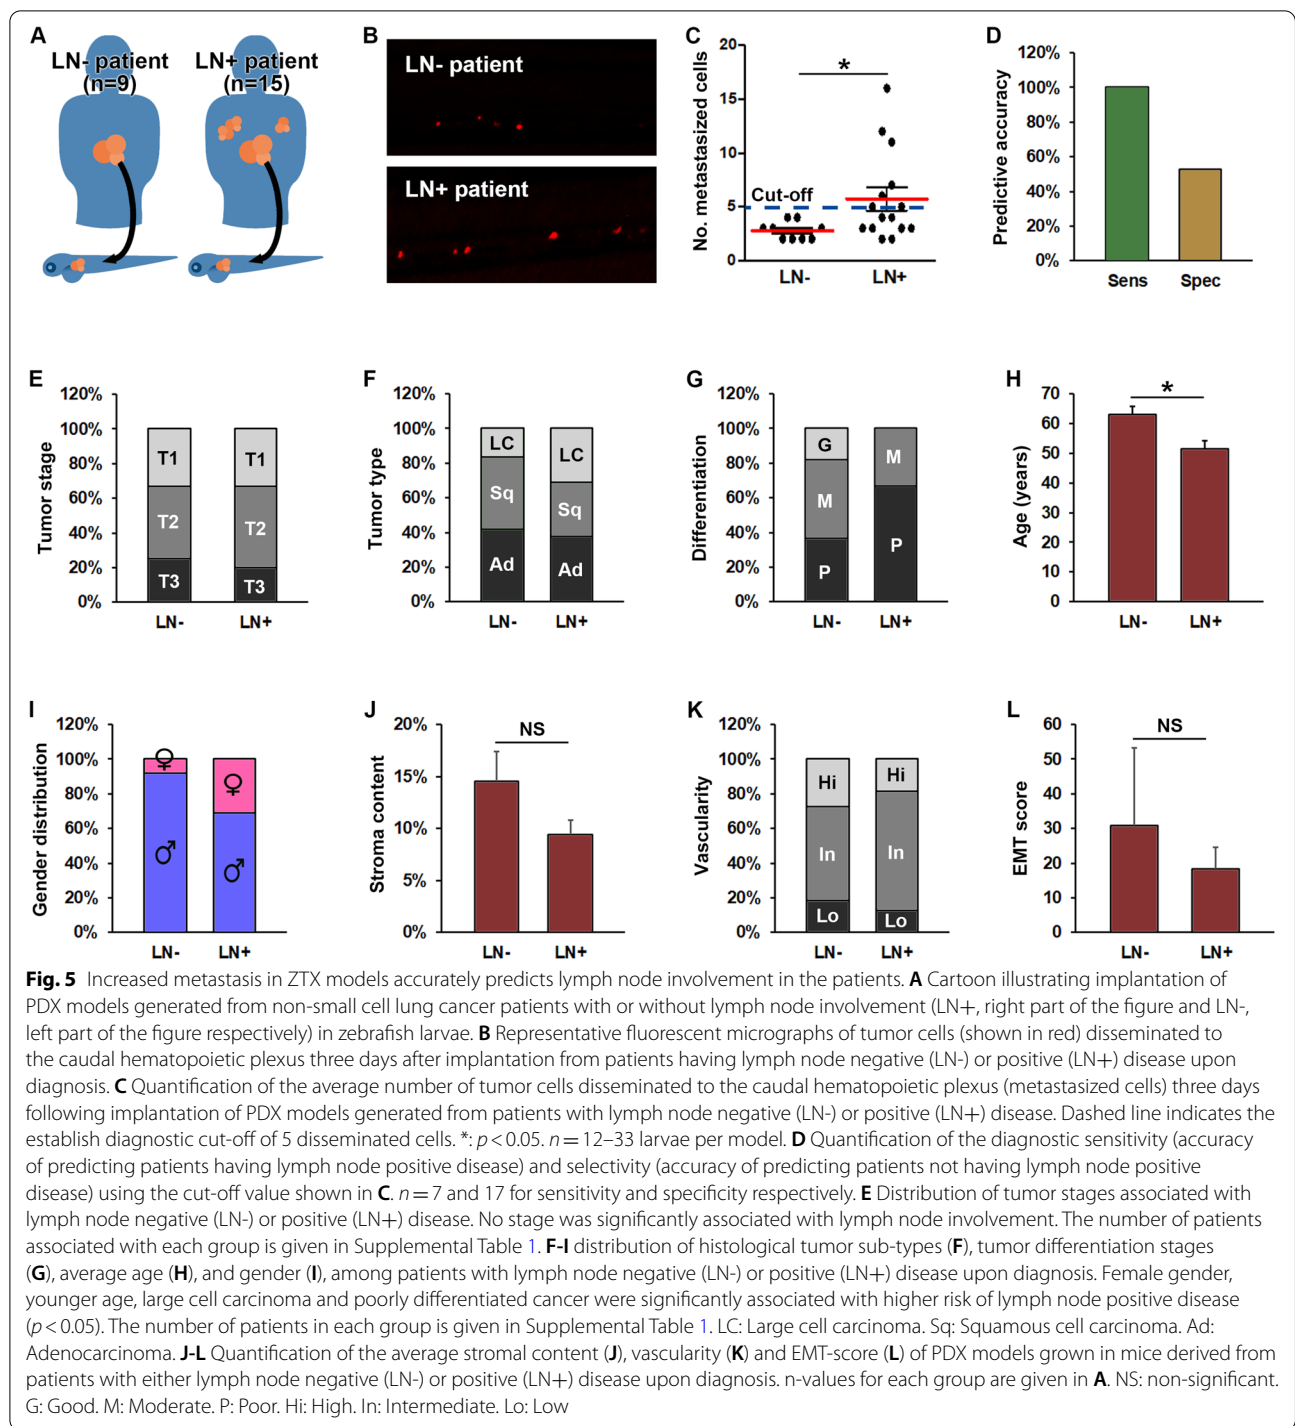 A
LN- patient
(n=9)
LN+ patient
(n=15)
B
LN- patient
LN+ patient
C
No. metastasized cells
20
15
10
5
0
*
Cut-off
LN-
LN+
D
Predictive accuracy
120%
100%
80%
60%
40%
20%
0%
Sens
Spec
E
Tumor stage
120%
100%
80%
60%
40%
20%
0%
T1
T2
T3
T1
T2
T3
LN-
LN+
F
Tumor type
120%
100%
80%
60%
40%
20%
0%
LC
Sq
Ad
LC
Sq
Ad
LN-
LN+
G
Differentiation
120%
100%
80%
60%
40%
20%
0%
G
M
P
M
P
LN-
LN+
H
Age (years)
70
60
50
40
30
20
10
0
*
LN-
LN+
I
Gender distribution
120%
100%
80%
60%
40%
20%
0%
♀
♂
♀
♂
LN-
LN+
J
Stroma content
20%
15%
10%
5%
0%
NS
LN-
LN+
K
Vascularity
120%
100%
80%
60%
40%
20%
0%
Hi
In
Lo
Hi
In
Lo
LN-
LN+
L
EMT score
60
50
40
30
20
10
0
NS
LN-
LN+
Fig. 5 Increased metastasis in ZTX models accurately predicts lymph node involvement in the patients. A Cartoon illustrating implantation of
PDX models generated from non-small cell lung cancer patients with or without lymph node involvement (LN+, right part of the figure and LN-,
left part of the figure respectively) in zebrafish larvae. B Representative fluorescent micrographs of tumor cells (shown in red) disseminated to
the caudal hematopoietic plexus three days after implantation from patients having lymph node negative (LN-) or positive (LN+) disease upon
diagnosis. C Quantification of the average number of tumor cells disseminated to the caudal hematopoietic plexus (metastasized cells) three days
following implantation of PDX models generated from patients with lymph node negative (LN-) or positive (LN+) disease. Dashed line indicates the
establish diagnostic cut-off of 5 disseminated cells. *: p < 0.05. n = 12–33 larvae per model. D Quantification of the diagnostic sensitivity (accuracy
of predicting patients having lymph node positive disease) and selectivity (accuracy of predicting patients not having lymph node positive
disease) using the cut-off value shown in C. n = 7 and 17 for sensitivity and specificity respectively. E Distribution of tumor stages associated with
lymph node negative (LN-) or positive (LN+) disease. No stage was significantly associated with lymph node involvement. The number of patients
associated with each group is given in Supplemental Table 1. F-I distribution of histological tumor sub-types (F), tumor differentiation stages
(G), average age (H), and gender (I), among patients with lymph node negative (LN-) or positive (LN+) disease upon diagnosis. Female gender,
younger age, large cell carcinoma and poorly differentiated cancer were significantly associated with higher risk of lymph node positive disease
(p < 0.05). The number of patients in each group is given in Supplemental Table 1. LC: Large cell carcinoma. Sq: Squamous cell carcinoma. Ad:
Adenocarcinoma. J-L Quantification of the average stromal content (J), vascularity (K) and EMT-score (L) of PDX models grown in mice derived from
patients with either lymph node negative (LN-) or positive (LN+) disease upon diagnosis. n-values for each group are given in A. NS: non-significant.
G: Good. M: Moderate. P: Poor. Hi: High. In: Intermediate. Lo: Low